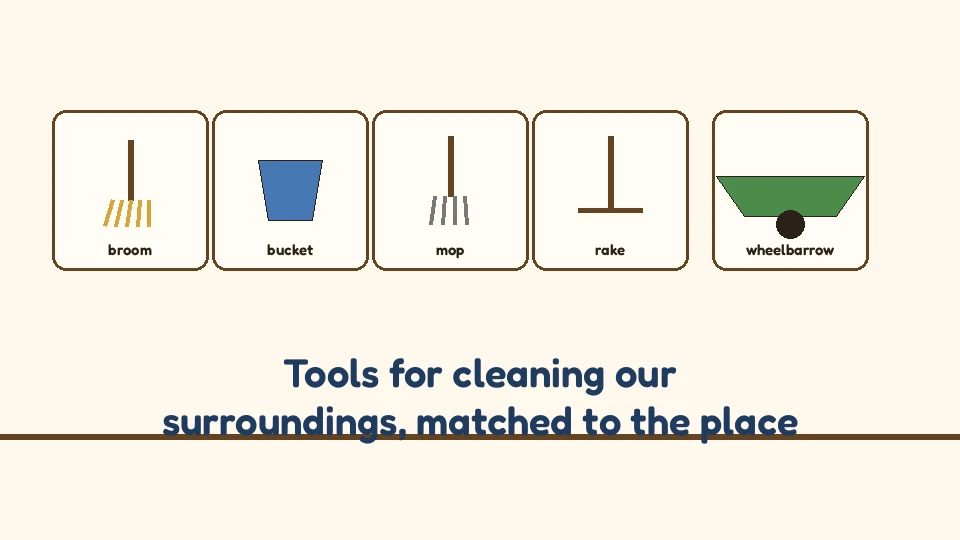 broom
bucket
mop
rake
wheelbarrow
Tools for cleaning our
surroundings, matched to the place